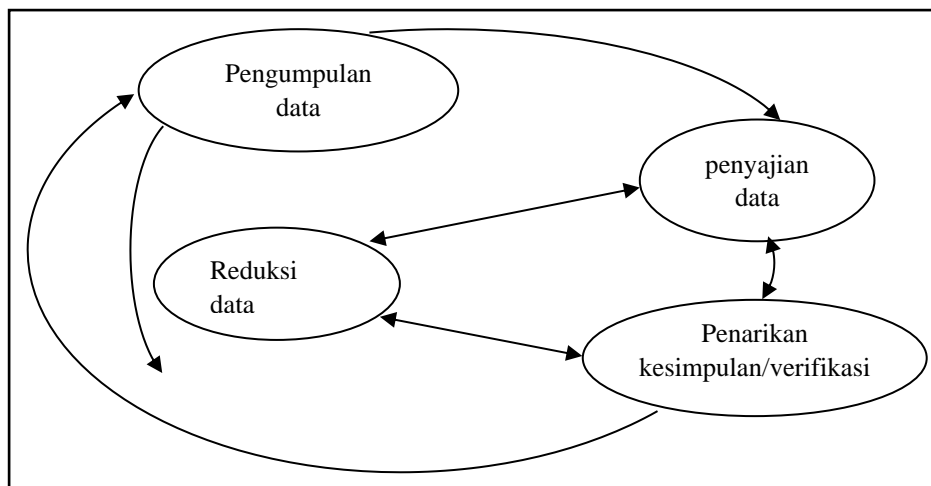 Pengumpulan
data
penyajian
data
Reduksi
data
Penarikan
kesimpulan/verifikasi